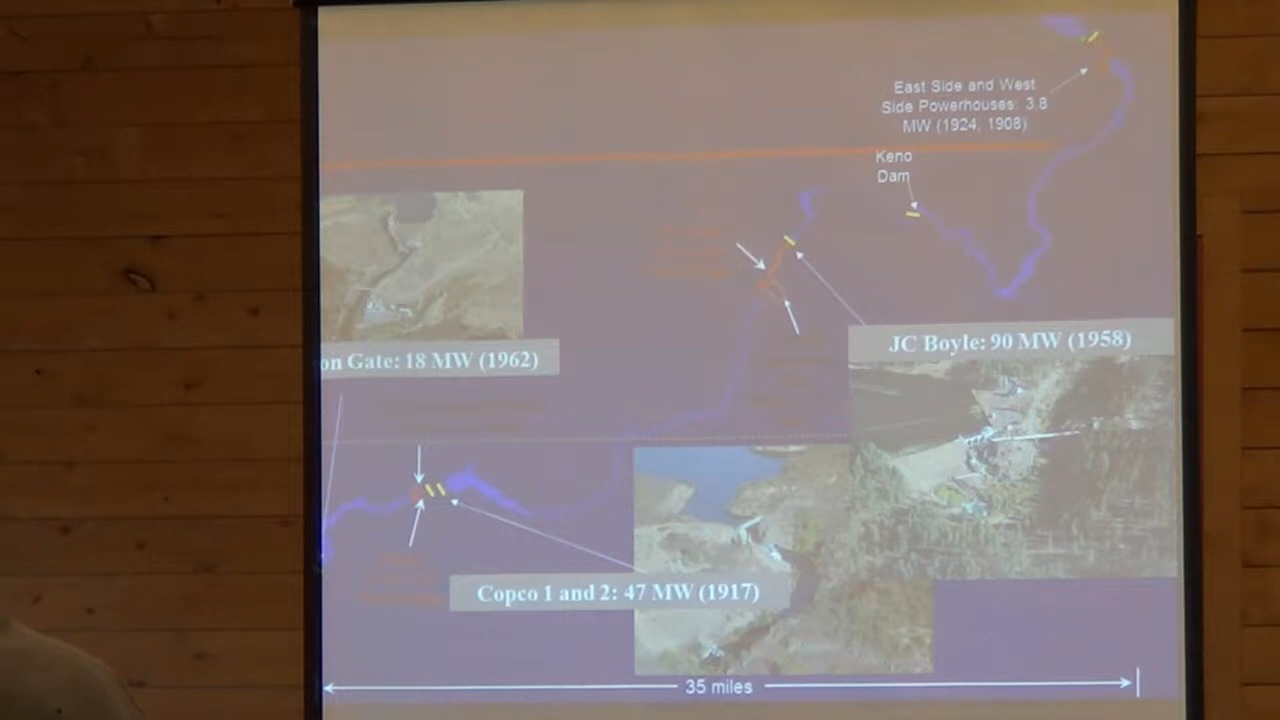 East Side and West
Side Powerhouses: 3.8
MW (1924, 1908)
Keno
Dam
JC Boyle: 90 MW (1958)
on Gate: 18 MW (1962)
Copco 1 and 2: 47 MW (1917)
35 miles